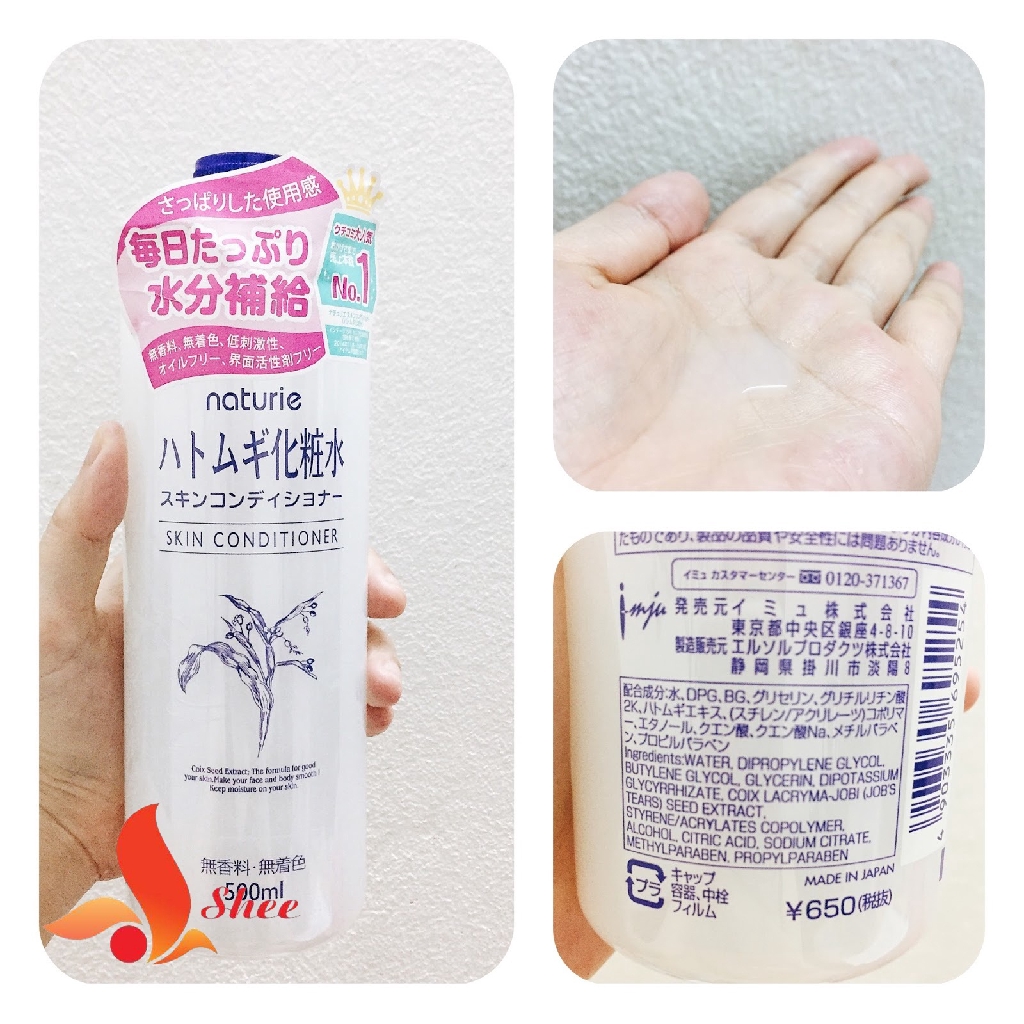 さっぱりした使用感
毎日たっぷり
水分補給
無香料、無着色、低刺激性、
オイルフリー、界面活性剤フリー
No.1
naturie
ハトムギ化粧水
スキンコンディショナー
SKIN CONDITIONER
Coix Seed Extract; The formula for good
your skin.Make your face and body smooth!
Keep moisture on your skin.
無香料・無着色
500ml
Shee
たものであり、製品の品質や安全性には問題ありません。
イミュ カスタマーセンター 0120-371367
imju 発売元イミュ株式会社
東京都中央区銀座4-8-10
製造販売元 エルソルプロダクツ株式会社
静岡県掛川市淡陽8
配合成分:水、DPG、BG、グリセリン、グリチルリチン酸
2K、ハトムギエキス、(スチレン/アクリレーツ)コポリマ
ー、エタノール、クエン酸、クエン酸Na、メチルパラベ
ン、プロピルパラベン
Ingredients:WATER, DIPROPYLENE GLYCOL,
BUTYLENE GLYCOL, GLYCERIN, DIPOTASSIUM
GLYCYRRHIZATE, COIX LACRYMA-JOBI (JOB'S
TEARS) SEED EXTRACT,
STYRENE/ACRYLATES COPOLYMER,
ALCOHOL, CITRIC ACID, SODIUM CITRATE,
METHYLPARABEN, PROPYLPARABEN
MADE IN JAPAN
プラ
キャップ
容器、中栓
フィルム
¥650(税抜)
4 903335 695254